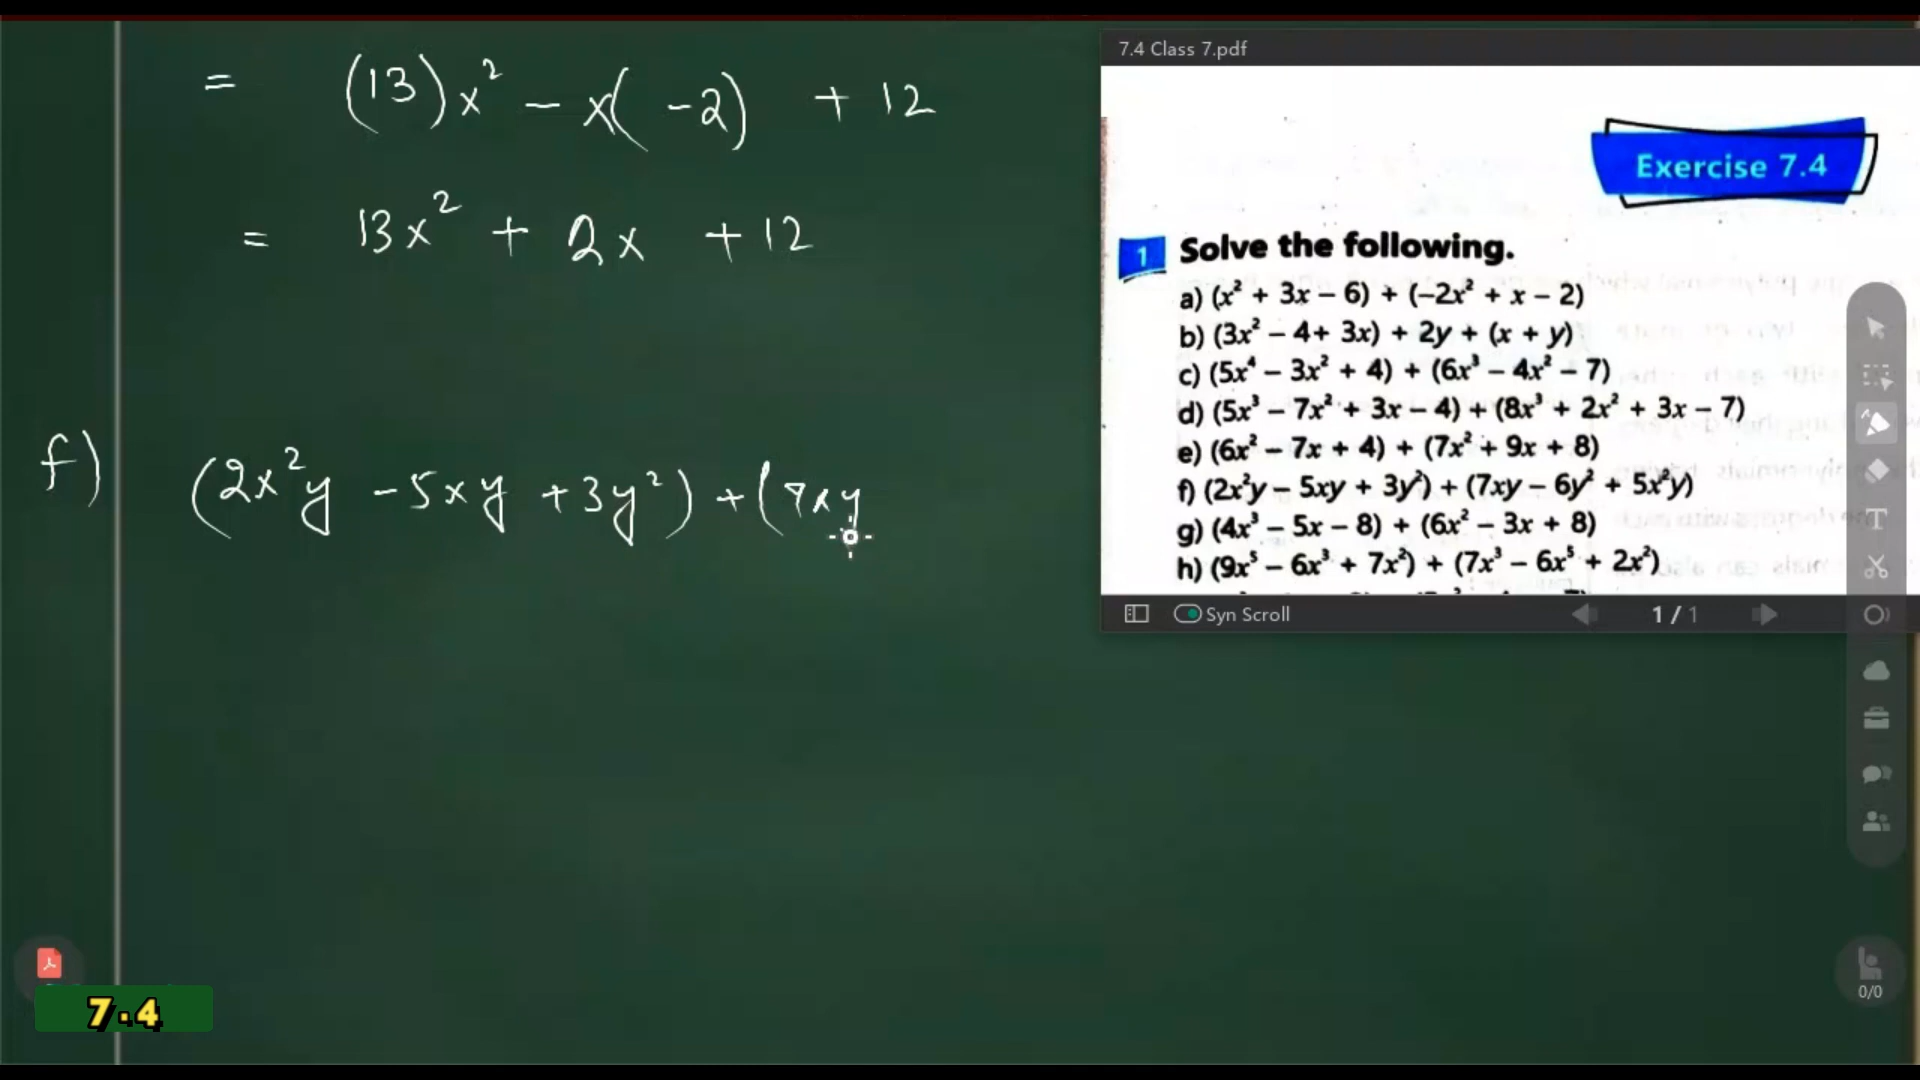 = (13)x² − x( −2) + 12
= 13x² + 2x + 12
f) (2x²y −5xy +3y²) + (7xy
7.4 Class 7.pdf
Exercise 7.4
1 Solve the following.
a) (x² + 3x − 6) + (−2x² + x − 2)
b) (3x² − 4+ 3x) + 2y + (x + y)
c) (5x⁴ − 3x² + 4) + (6x³ − 4x² − 7)
d) (5x³ − 7x² + 3x − 4) + (8x³ + 2x² + 3x − 7)
e) (6x² − 7x + 4) + (7x² + 9x + 8)
f) (2x²y − 5xy + 3y²) + (7xy − 6y² + 5x²y)
g) (4x³ − 5x − 8) + (6x² − 3x + 8)
h) (9x⁵ − 6x³ + 7x²) + (7x³ − 6x⁵ + 2x²)
Syn Scroll
1 / 1
0/0
7.4